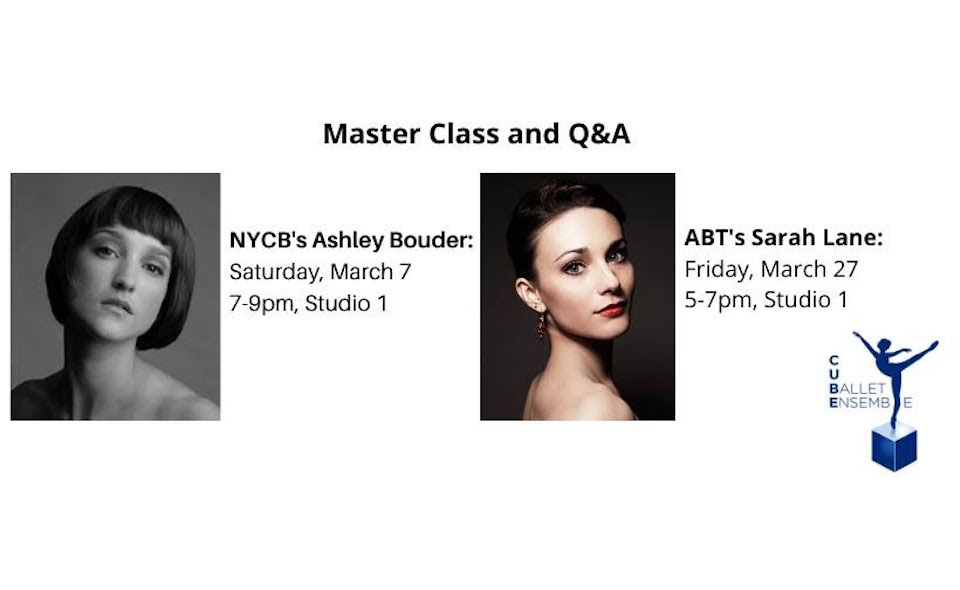 Master Class and Q&A
NYCB's Ashley Bouder:
Saturday, March 7
7-9pm, Studio 1
ABT's Sarah Lane:
Friday, March 27
5-7pm, Studio 1
CUBE
BALLET
ENSEMBLE